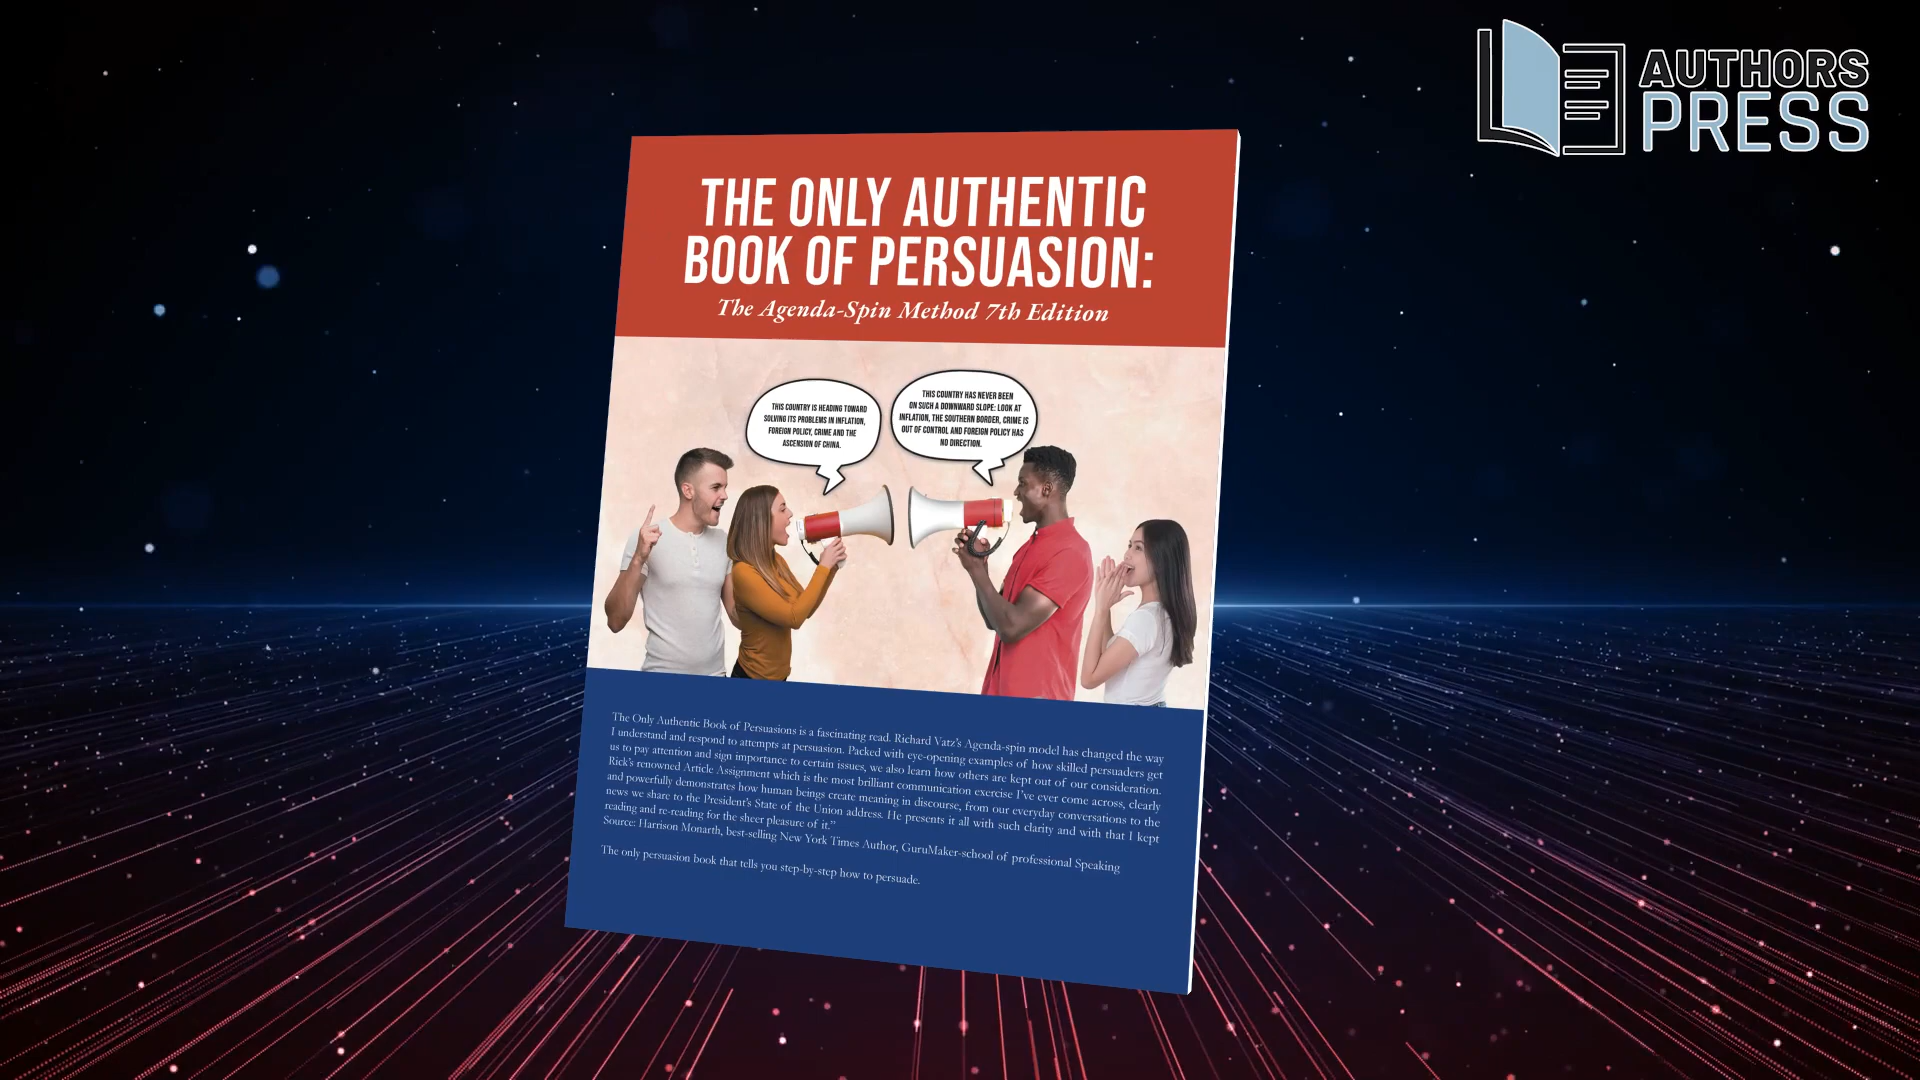 AUTHORS
PRESS
THE ONLY AUTHENTIC
BOOK OF PERSUASION:
The Agenda-Spin Method 7th Edition
THIS COUNTRY IS HEADING TOWARD
SOLVING ITS PROBLEMS IN INFLATION,
FOREIGN POLICY, CRIME AND THE
ASCENSION OF CHINA.
THIS COUNTRY HAS NEVER BEEN
ON SUCH A DOWNWARD SLOPE: LOOK AT
INFLATION, THE SOUTHERN BORDER, CRIME IS
OUT OF CONTROL AND FOREIGN POLICY HAS
NO DIRECTION.
The Only Authentic Book of Persuasions is a fascinating read. Richard Vatz's Agenda-spin model has changed the way
I understand and respond to attempts at persuasion. Packed with eye-opening examples of how skilled persuaders get
us to pay attention and sign importance to certain issues, we also learn how others are kept out of our consideration.
Rick's renowned Article Assignment which is the most brilliant communication exercise I've ever come across, clearly
and powerfully demonstrates how human beings create meaning in discourse, from our everyday conversations to the
news we share to the President's State of the Union address. He presents it all with such clarity and with that I kept
reading and re-reading for the sheer pleasure of it."
Source: Harrison Monarth, best-selling New York Times Author, GuruMaker-school of professional Speaking
The only persuasion book that tells you step-by-step how to persuade.